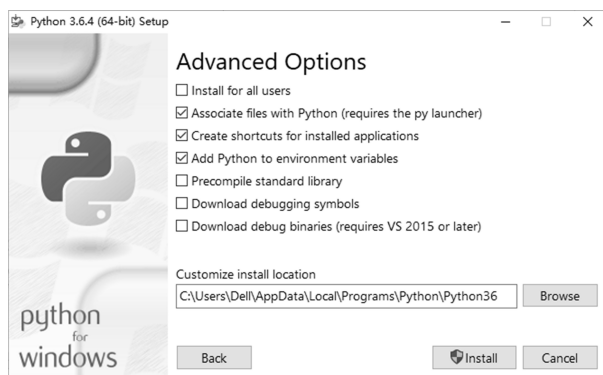 Python 3.6.4 (64-bit) Setup
Advanced Options
Install for all users
Associate files with Python (requires the py launcher)
Create shortcuts for installed applications
Add Python to environment variables
Precompile standard library
Download debugging symbols
Download debug binaries (requires VS 2015 or later)
Customize install location
C:\Users\Dell\AppData\Local\Programs\Python\Python36
Browse
python
for
windows
Back
Install
Cancel